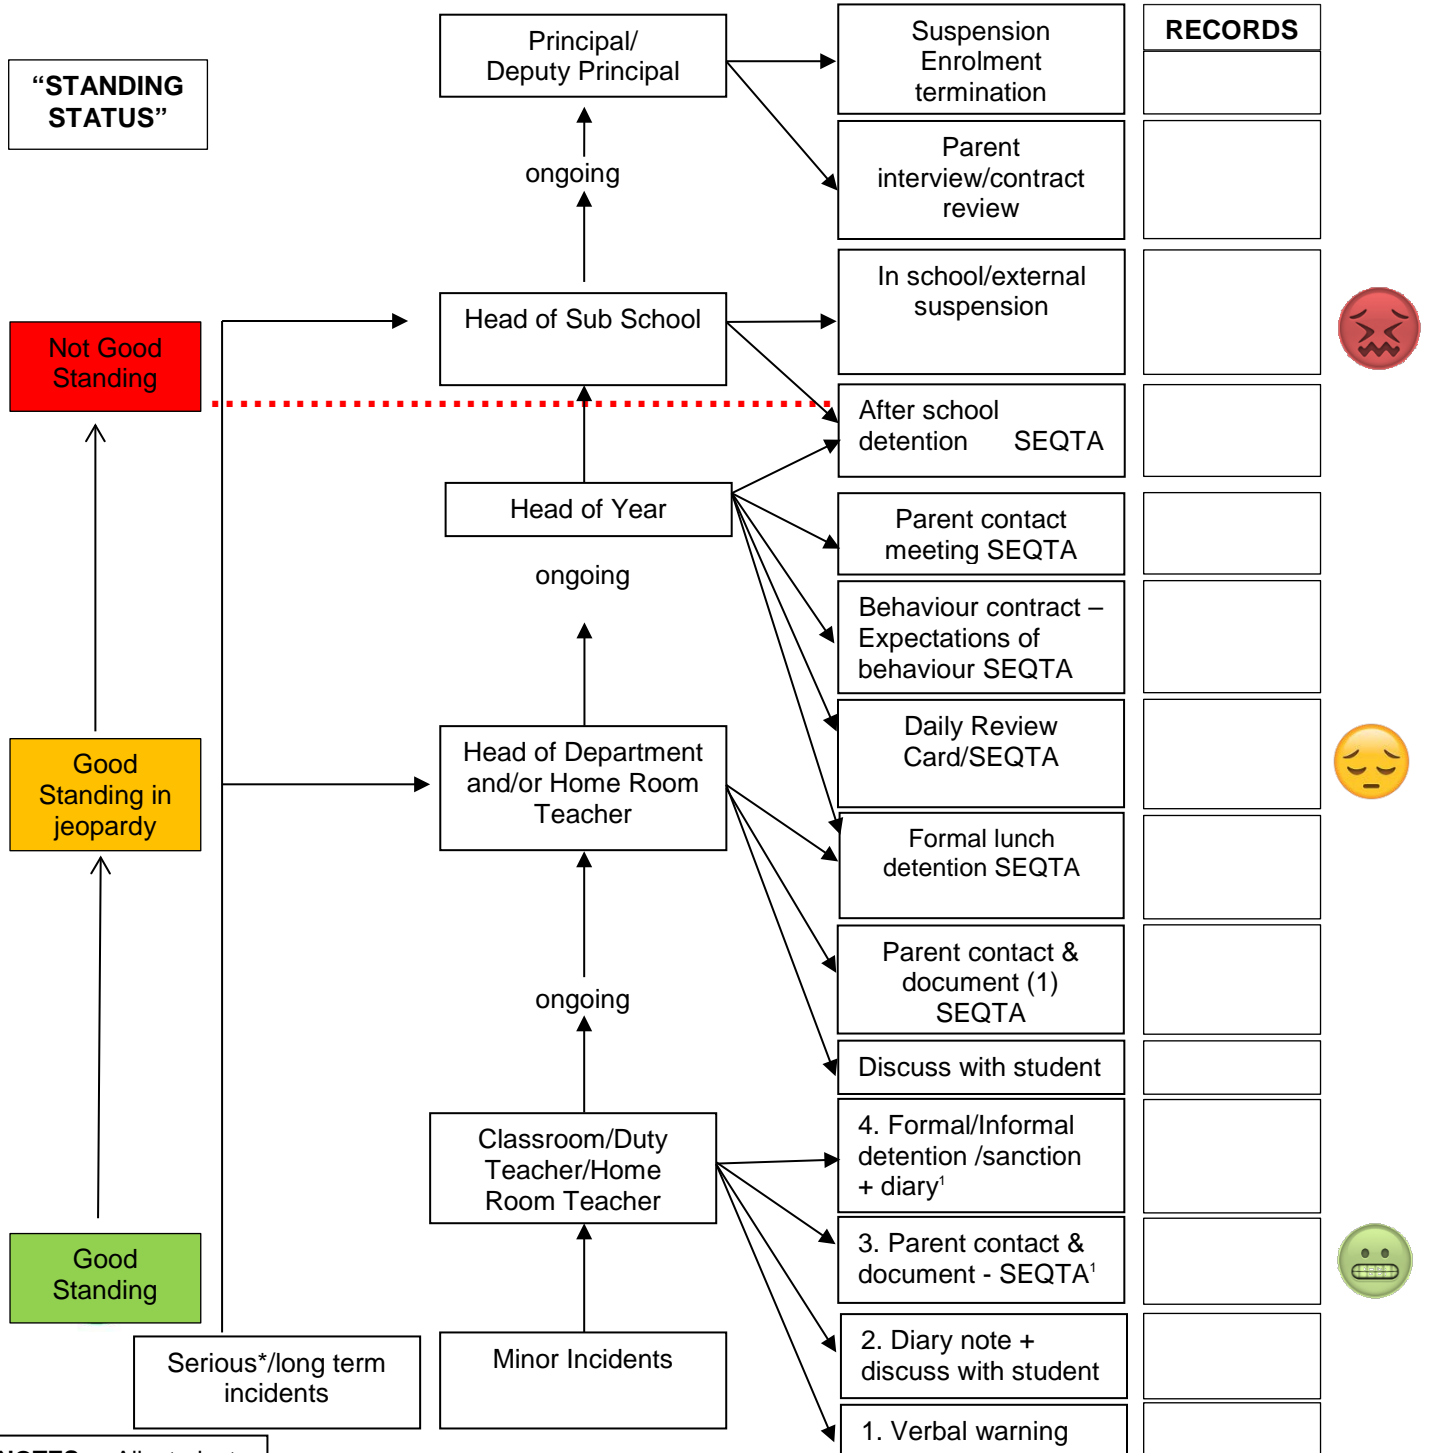 Principal/
Deputy Principal
Suspension
Enrolment
termination
RECORDS
“STANDING
STATUS”
Parent
interview/contract
review
ongoing
In school/external
suspension
Head of Sub School
Not Good
Standing
After school
detention SEQTA
Head of Year
Parent contact
meeting SEQTA
ongoing
Behaviour contract –
Expectations of
behaviour SEQTA
Daily Review
Card/SEQTA
Head of Department
and/or Home Room
Teacher
Good
Standing in
jeopardy
Formal lunch
detention SEQTA
Parent contact &
document (1)
SEQTA
ongoing
Discuss with student
4. Formal/Informal
detention /sanction
+ diary¹
Classroom/Duty
Teacher/Home
Room Teacher
3. Parent contact &
document - SEQTA¹
Good
Standing
2. Diary note +
discuss with student
Serious*/long term
incidents
Minor Incidents
1. Verbal warning